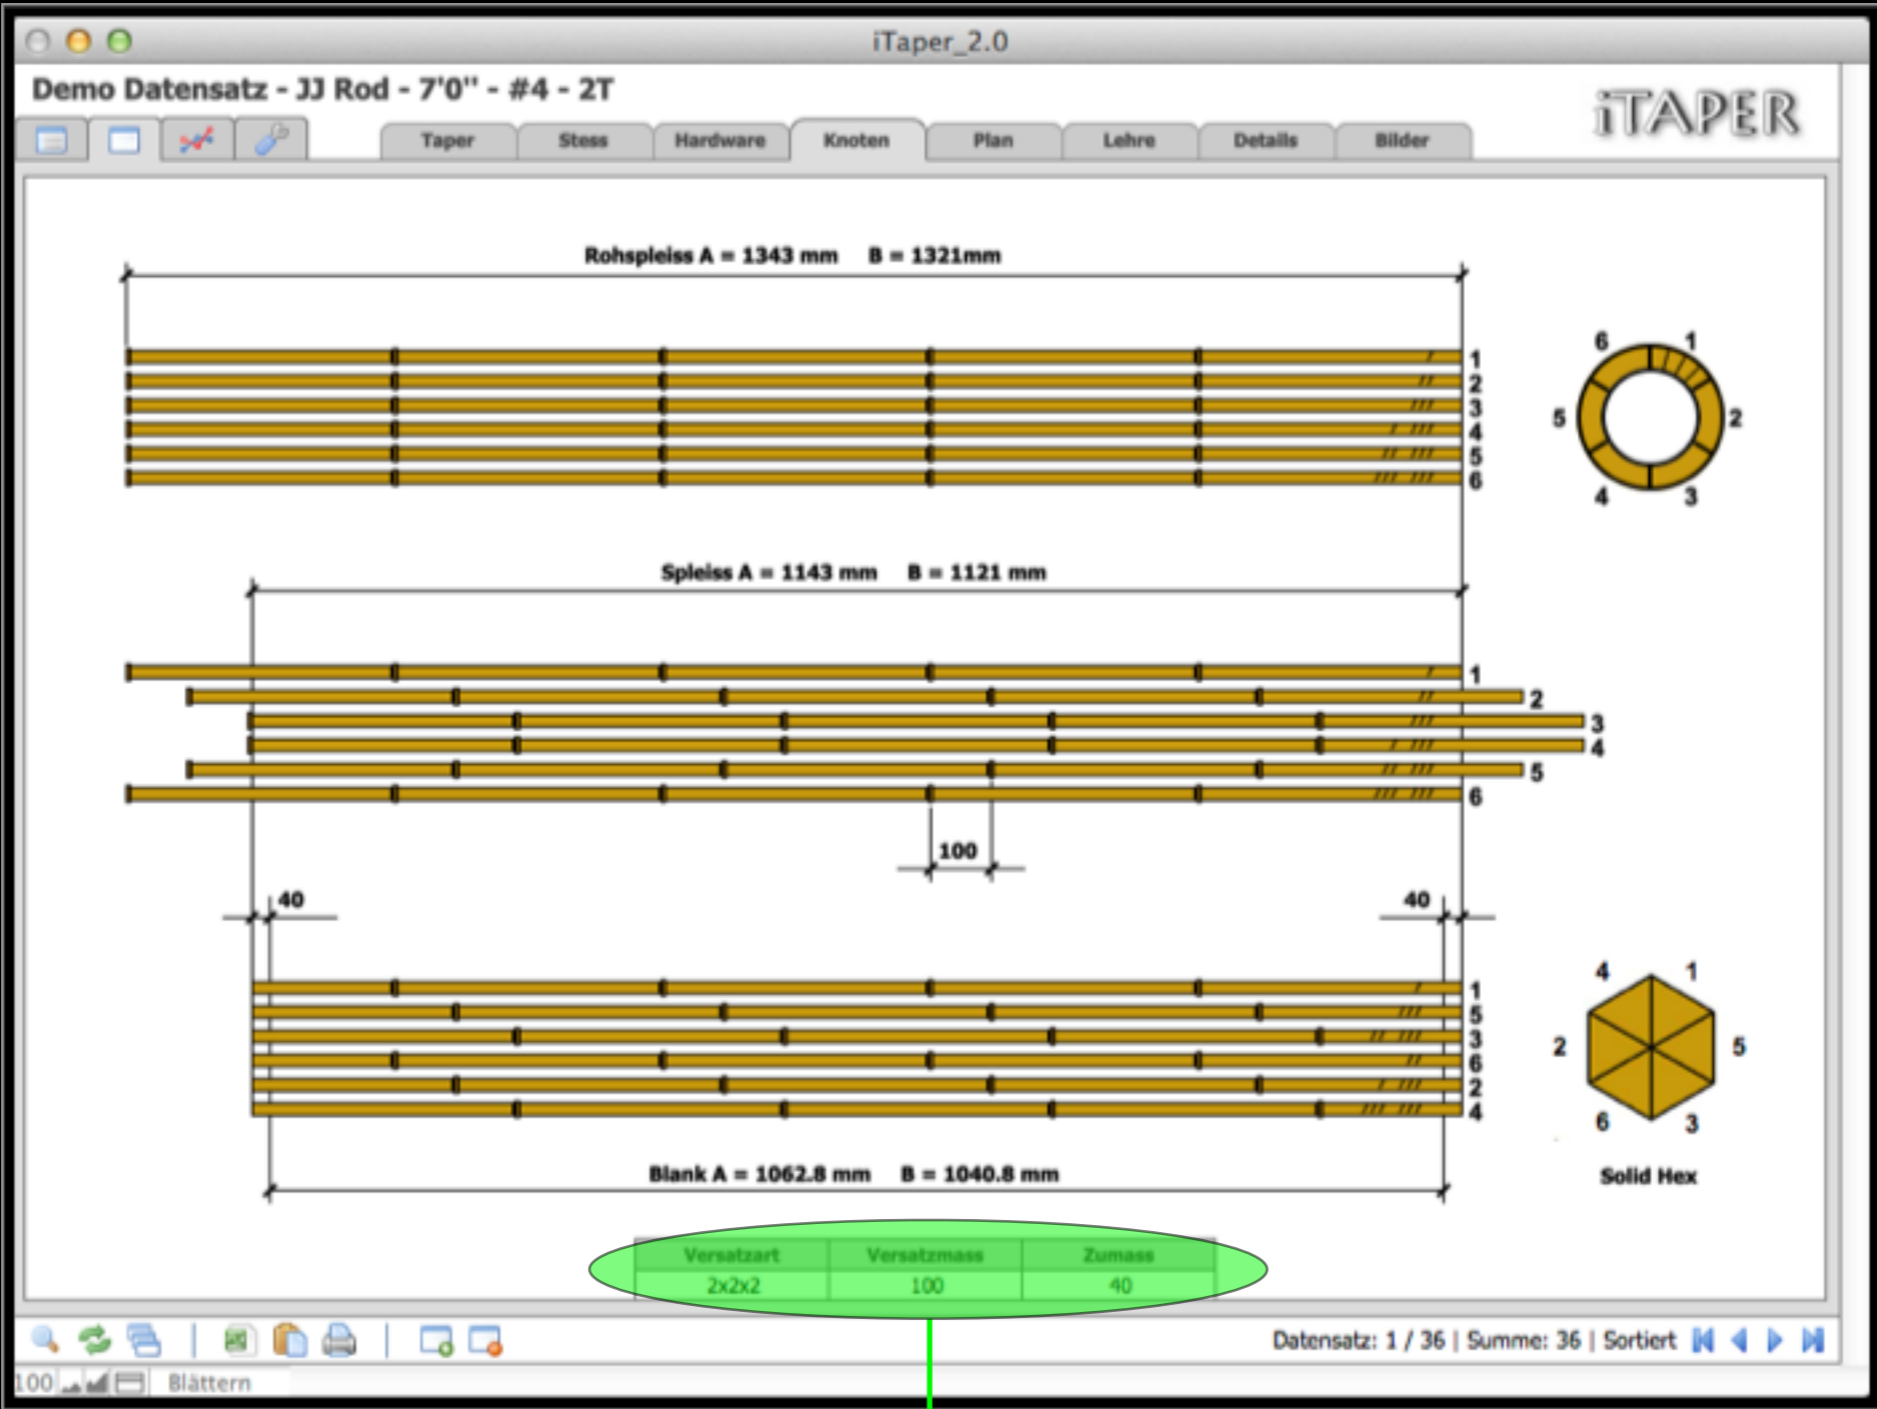 iTaper_2.0
Demo Datensatz - JJ Rod - 7'0'' - #4 - 2T
iTAPER
Taper Stess Hardware Knoten Plan Lehre Details Bilder
Rohspleiss A = 1343 mm B = 1321mm
1
2
3
4
5
6
6 1
5 2
4 3
Spleiss A = 1143 mm B = 1121 mm
1
2
3
4
5
6
100
40 40
1
5
3
6
2
4
4 1
2 5
6 3
Solid Hex
Blank A = 1062.8 mm B = 1040.8 mm
Versatzart Versatzmass Zumass
2x2x2 100 40
Datensatz: 1 / 36 | Summe: 36 | Sortiert
100 Blättern